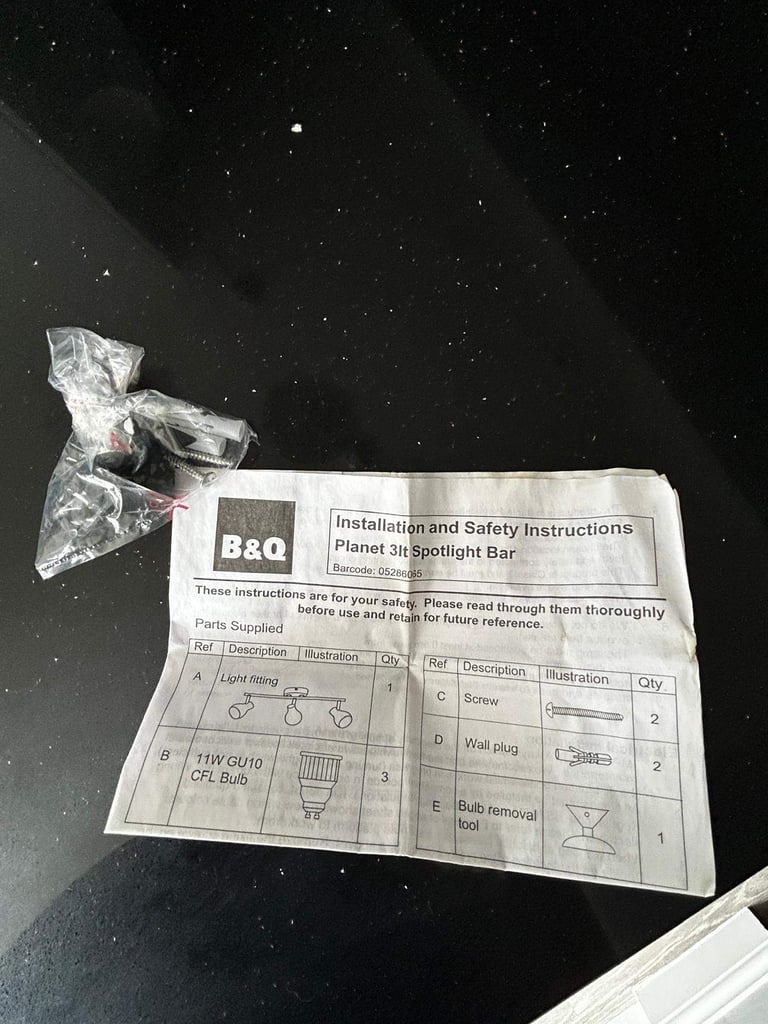 B&Q
Installation and Safety Instructions
Planet 3lt Spotlight Bar
Barcode: 05286065
These instructions are for your safety. Please read through them thoroughly
before use and retain for future reference.
Parts Supplied
Ref Description Illustration Qty
A Light fitting 1
B 11W GU10 3
CFL Bulb
Ref Description Illustration Qty
C Screw 2
D Wall plug 2
E Bulb removal 1
tool